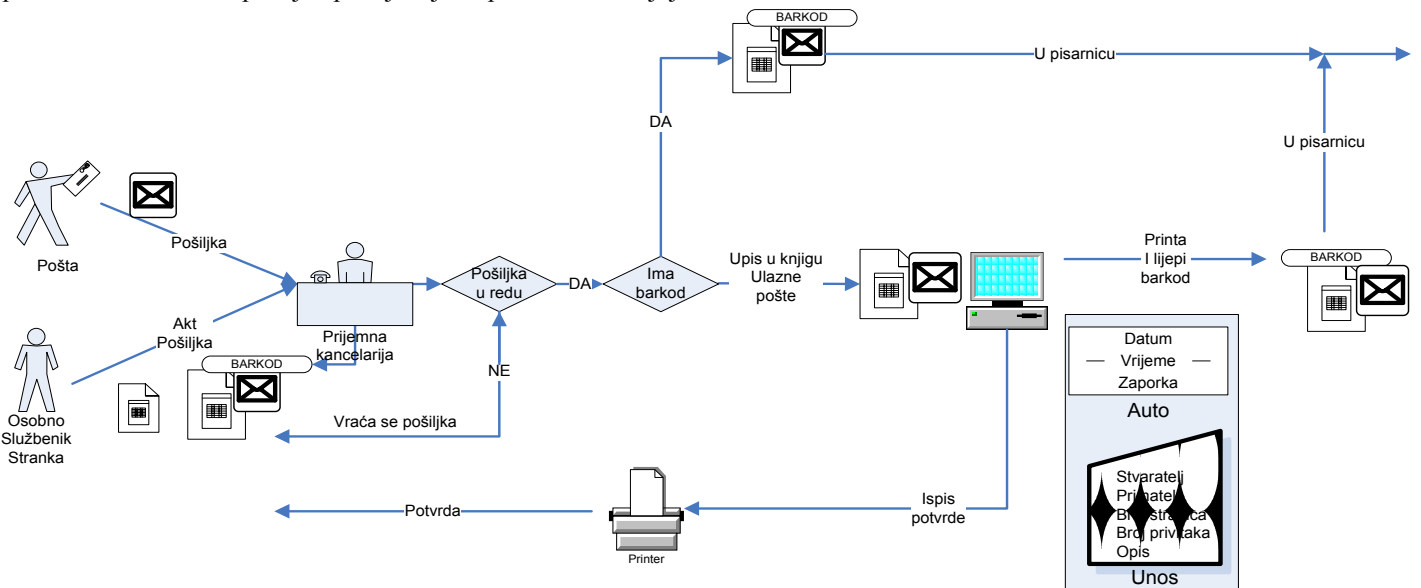 BARKOD
U pisarnicu
DA
U pisarnicu
Pošiljka
Pošta
Pošiljka
u redu
DA
Ima
barkod
Upis u knjigu
Ulazne
pošte
Printa
I lijepi
barkod
BARKOD
Akt
Pošiljka
Prijemna
kancelarija
BARKOD
NE
Datum
Vrijeme
Zaporka
Auto
Osobno
Službenik
Stranka
Vraća se pošiljka
Stvaratelj
Opis
Broj privitaka
Unos
Ispis
potvrde
Potvrda
Printer